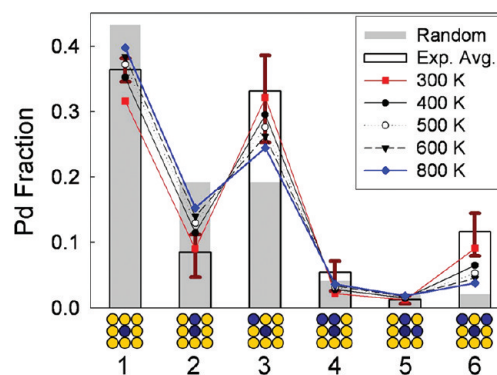 0.4
0.3
0.2
0.1
0.0
Pd Fraction
Random
Exp. Avg.
300 K
400 K
500 K
600 K
800 K
1 2 3 4 5 6